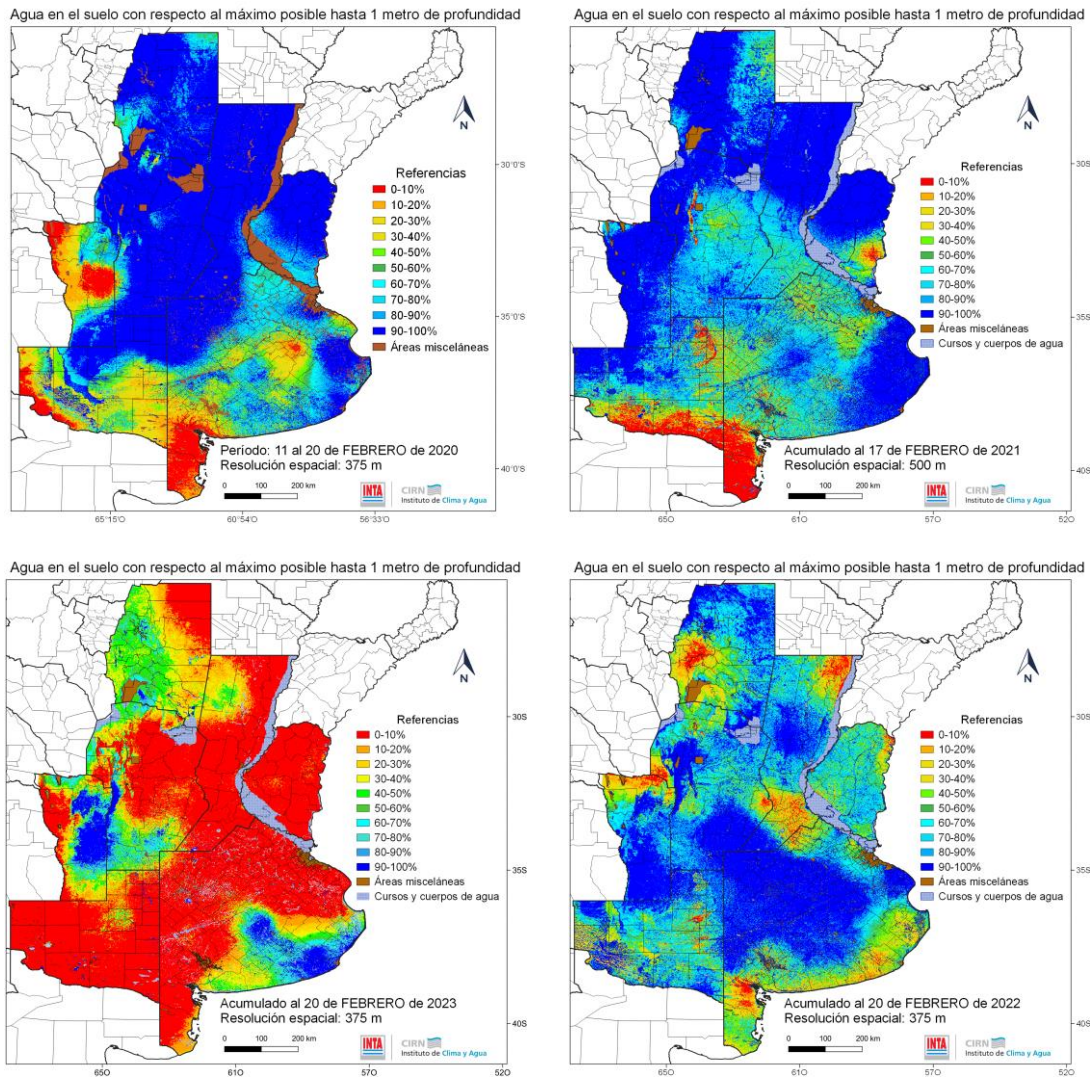 Agua en el suelo con respecto al máximo posible hasta 1 metro de profundidad
N
30°0'S
Referencias
0-10%
10-20%
20-30%
30-40%
40-50%
50-60%
60-70%
70-80%
80-90%
90-100%
Áreas misceláneas
35°0'S
Período: 11 al 20 de FEBRERO de 2020
Resolución espacial: 375 m
40°0'S
0 100 200 km
INTA
CIRN
Instituto de Clima y Agua
65°15'0 60°54'0 56°33'0
Agua en el suelo con respecto al máximo posible hasta 1 metro de profundidad
N
30S
Referencias
0-10%
10-20%
20-30%
30-40%
40-50%
50-60%
60-70%
70-80%
80-90%
90-100%
Áreas misceláneas
Cursos y cuerpos de agua
35S
Acumulado al 17 de FEBRERO de 2021
Resolución espacial: 500 m
40S
0 100 200 km
INTA
CIRN
Instituto de Clima y Agua
65O 61O 57O 52O
Agua en el suelo con respecto al máximo posible hasta 1 metro de profundidad
N
30S
Referencias
0-10%
10-20%
20-30%
30-40%
40-50%
50-60%
60-70%
70-80%
80-90%
90-100%
Áreas misceláneas
Cursos y cuerpos de agua
35S
Acumulado al 20 de FEBRERO de 2023
Resolución espacial: 375 m
40S
0 100 200 km
INTA
CIRN
Instituto de Clima y Agua
65O 61O 57O 52O
Agua en el suelo con respecto al máximo posible hasta 1 metro de profundidad
N
30S
Referencias
0-10%
10-20%
20-30%
30-40%
40-50%
50-60%
60-70%
70-80%
80-90%
90-100%
Áreas misceláneas
Cursos y cuerpos de agua
35S
Acumulado al 20 de FEBRERO de 2022
Resolución espacial: 375 m
40S
0 100 200 km
INTA
CIRN
Instituto de Clima y Agua
65O 61O 57O 52O